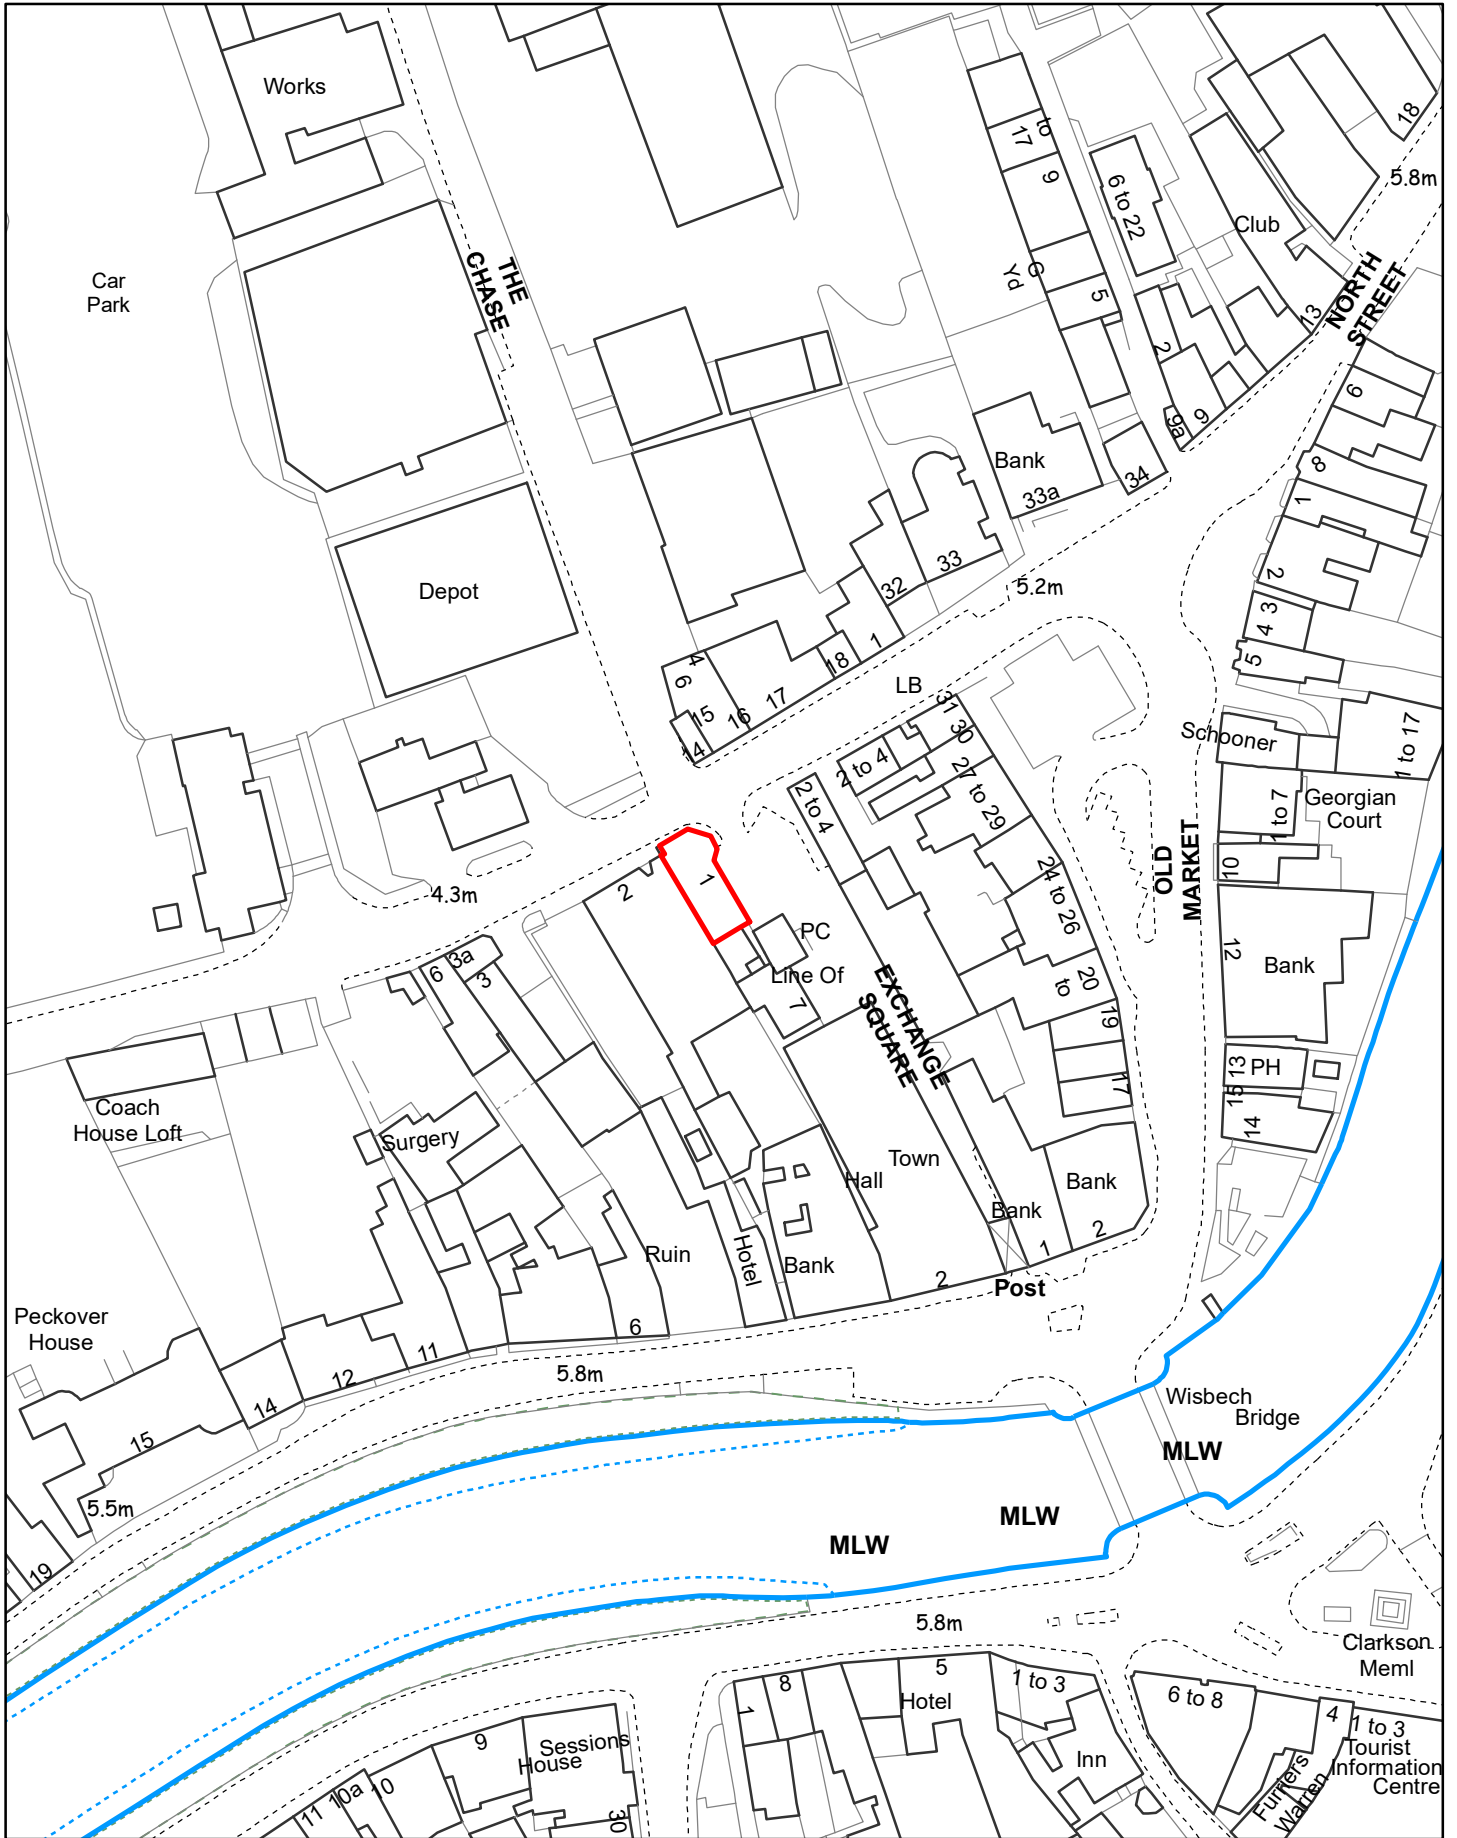 Works
Car
Park
THE
CHASE
17
to
9
G
Yd
5
6 to 22
Club
18
5.8m
NORTH
STREET
13
2
9
9a
6
8
1
Bank
33a
34
2
3
4
5
Depot
33
32
5.2m
1
18
17
16
15
14
4
6
LB
31
30
27 to 29
2 to 4
2 to 4
24 to 26
Schooner
1 to 17
1 to 7
Georgian
Court
OLD
MARKET
10
4.3m
2
1
PC
Line Of
7
EXCHANGE
SQUARE
20
to
19
17
12
Bank
13
PH
15
14
6
3a
3
Coach
House Loft
Surgery
Town
Hall
Bank
Bank
1
2
Ruin
Hotel
Bank
2
Post
Peckover
House
6
11
12
14
15
5.8m
5.5m
19
Wisbech
Bridge
MLW
MLW
MLW
5.8m
Clarkson
Meml
1
8
5
Hotel
1 to 3
Inn
6 to 8
4
1 to 3
Tourist
Information
Centre
Furriers
Warren
9
Sessions
House
10
10a
11
30